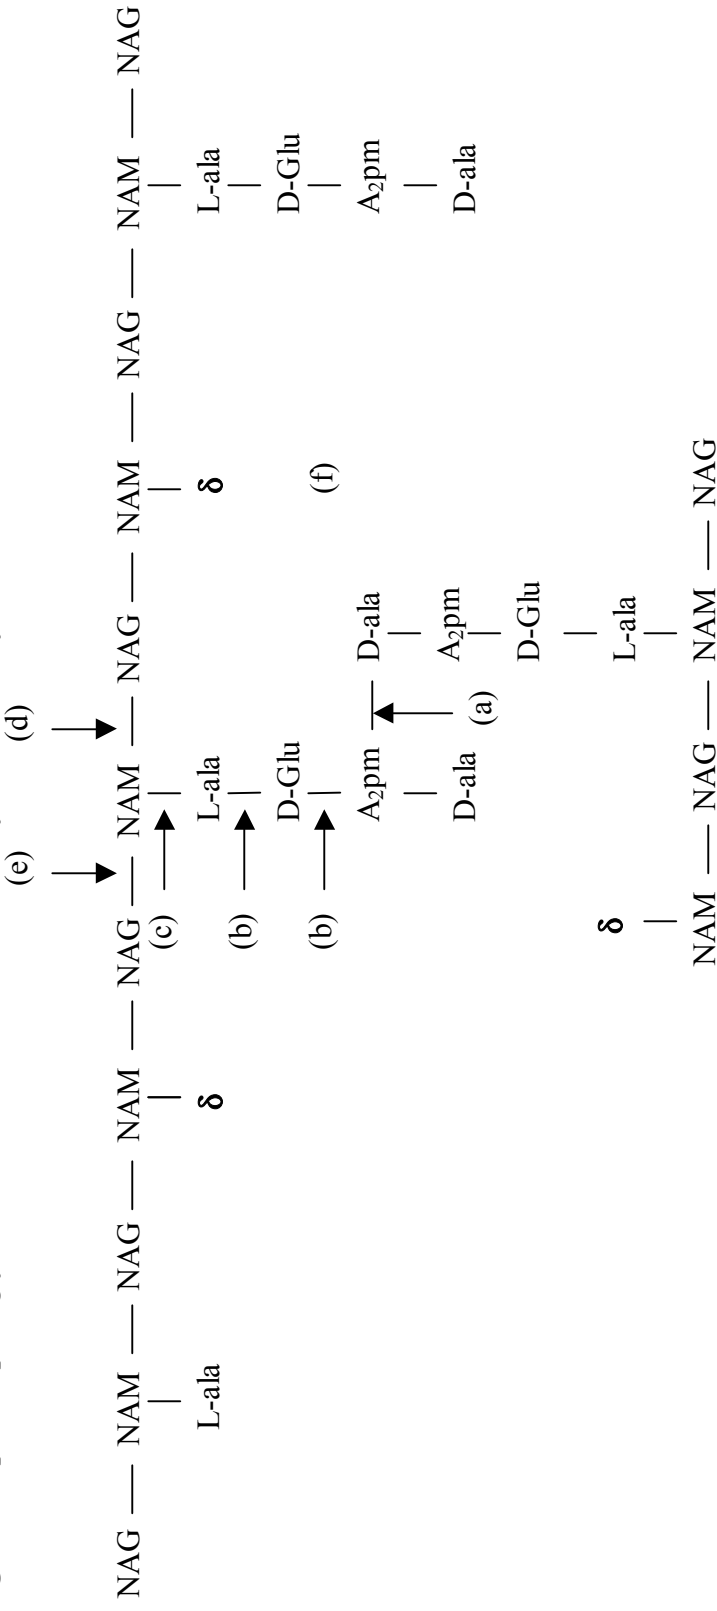 (e) (d)
NAG — NAM — NAG — NAM — NAG — NAM — NAG — NAM — NAG — NAM — NAG
(c)
L-ala δ L-ala δ L-ala
(b)
D-Glu D-Glu
(b) (f)
A₂pm D-ala A₂pm
A₂pm
D-ala D-ala
(a)
D-Glu
δ L-ala
NAM — NAG — NAM — NAG